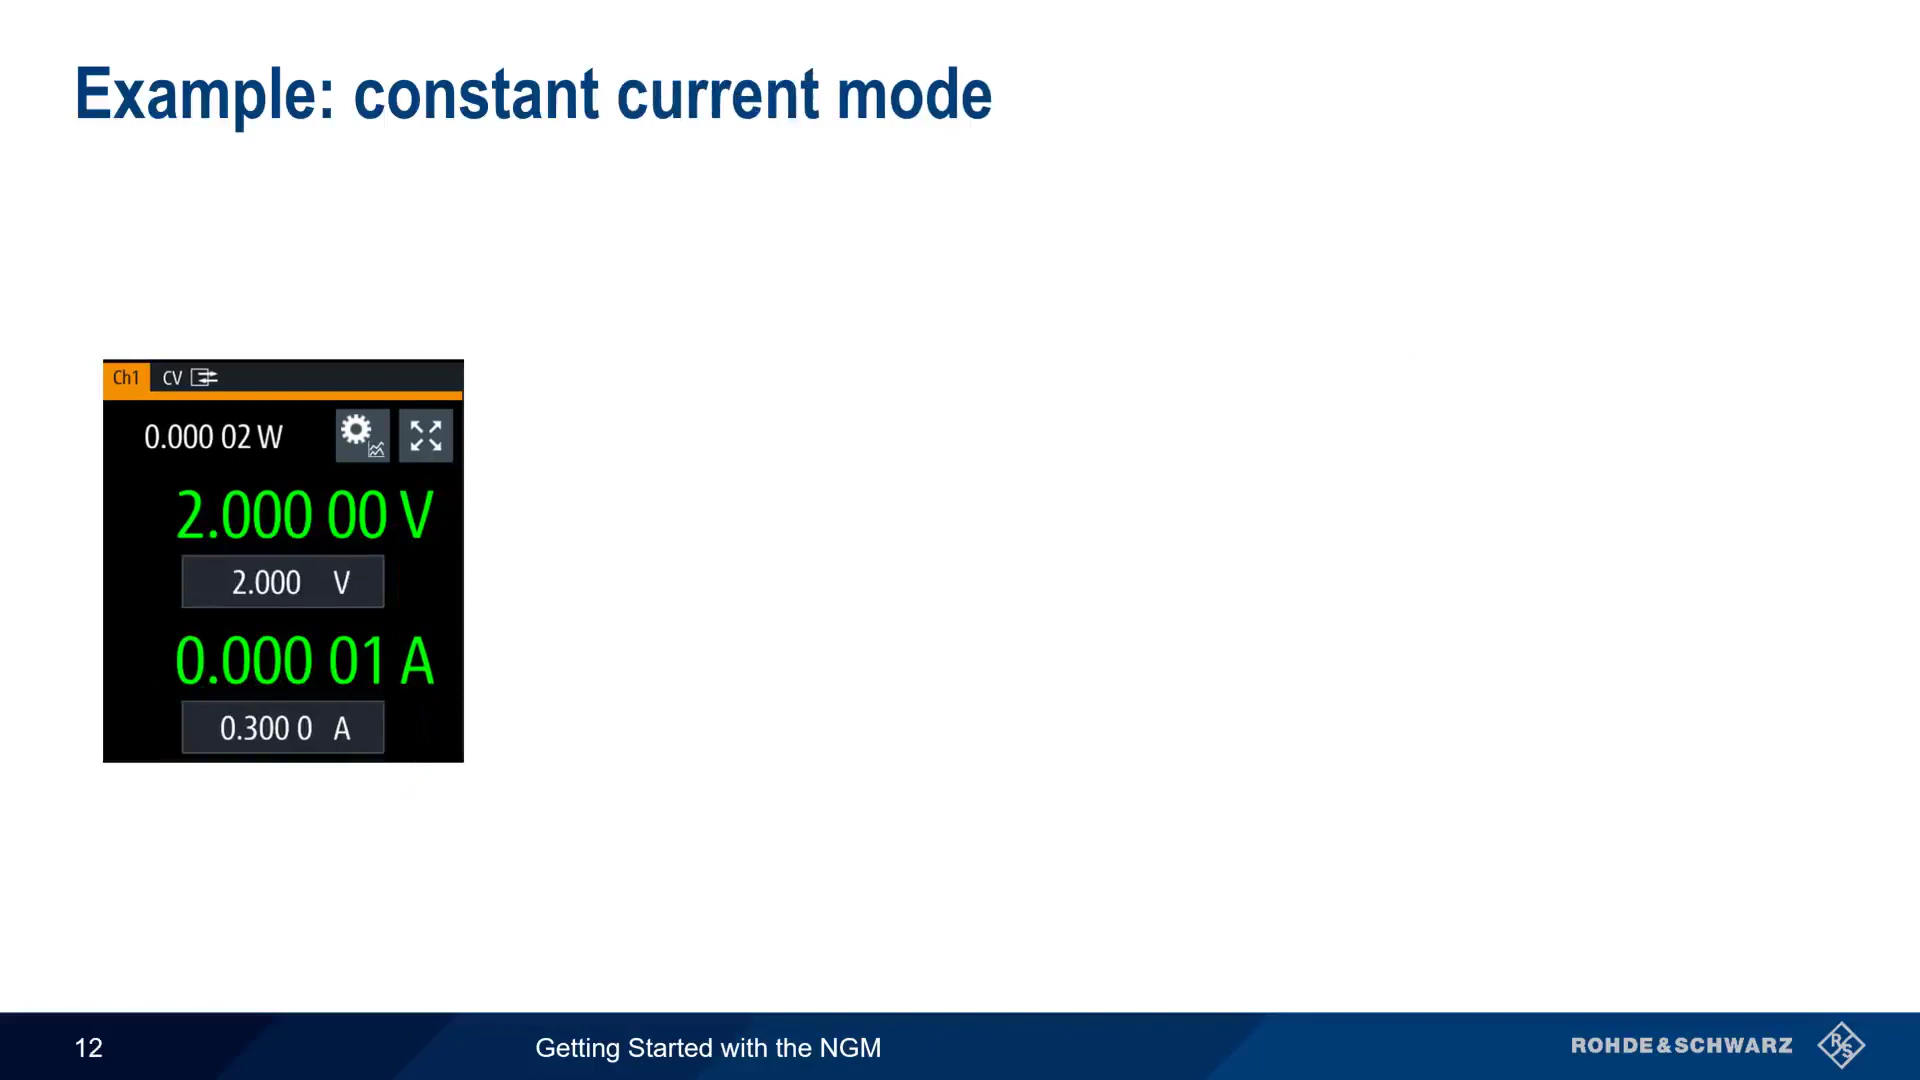 Example: constant current mode
Ch1 CV
0.000 02 W
2.000 00 V
2.000 V
0.000 01 A
0.300 0 A
12
Getting Started with the NGM
ROHDE&SCHWARZ
R S